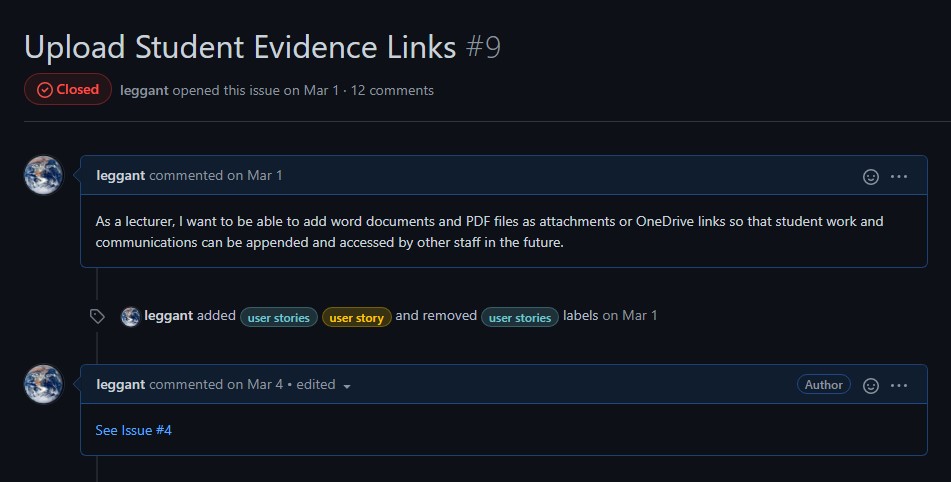 Upload Student Evidence Links #9
Closed leggant opened this issue on Mar 1 · 12 comments
leggant commented on Mar 1
As a lecturer, I want to be able to add word documents and PDF files as attachments or OneDrive links so that student work and
communications can be appended and accessed by other staff in the future.
leggant added user stories user story and removed user stories labels on Mar 1
leggant commented on Mar 4 • edited Author
See Issue #4